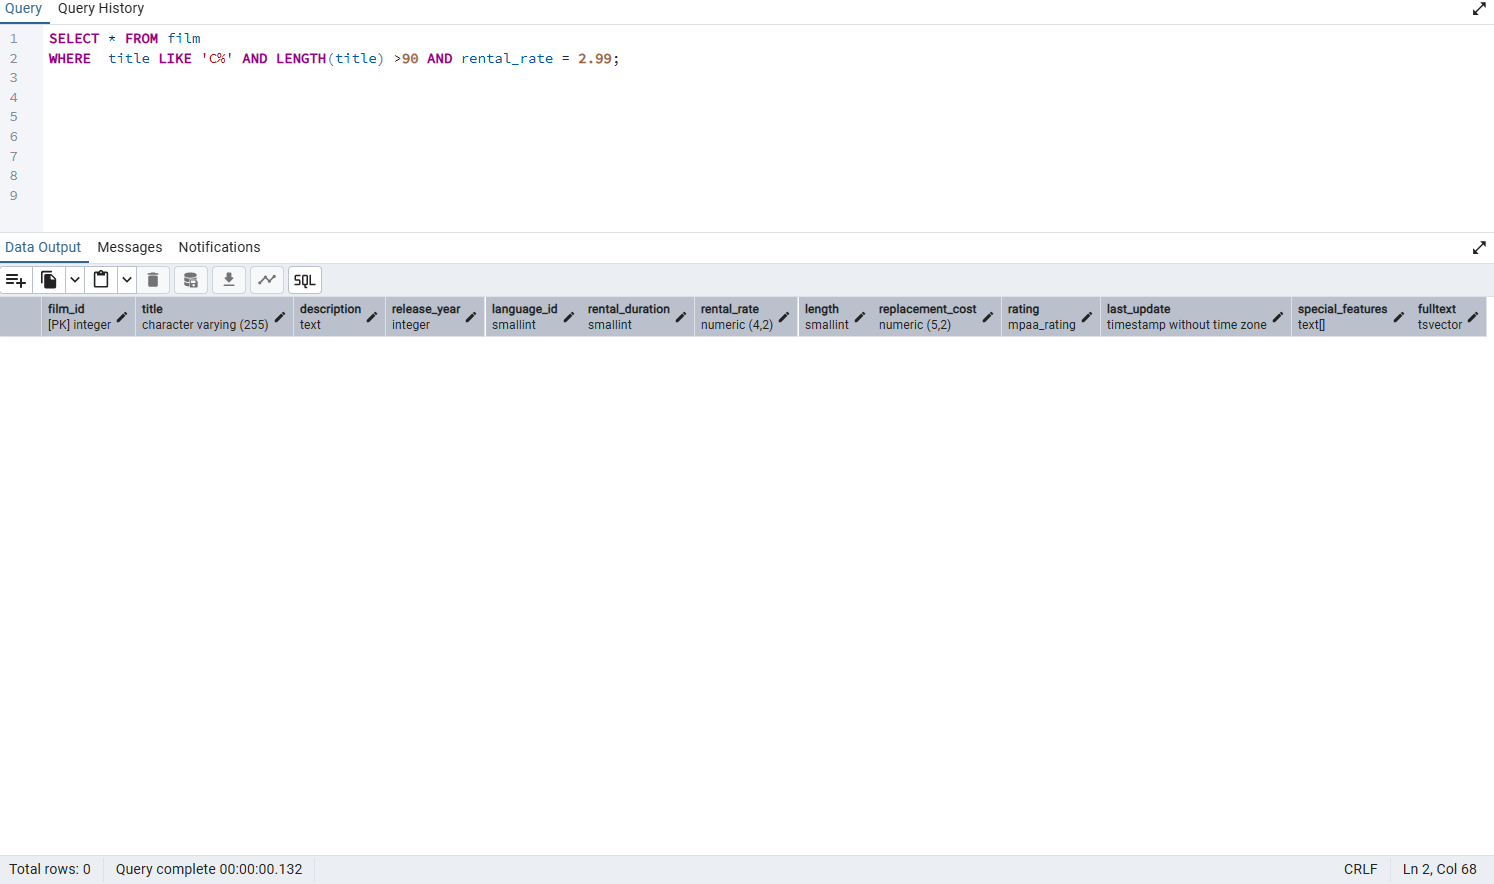 Query Query History
1 SELECT * FROM film
2 WHERE  title LIKE 'C%' AND LENGTH(title) >90 AND rental_rate = 2.99;
3
4
5
6
7
8
9
Data Output Messages Notifications
SQL
film_id title description release_year language_id rental_duration rental_rate length replacement_cost rating last_update special_features fulltext
[PK] integer character varying (255) text integer smallint smallint numeric (4,2) smallint numeric (5,2) mpaa_rating timestamp without time zone text[] tsvector
Total rows: 0 Query complete 00:00:00.132 CRLF Ln 2, Col 68